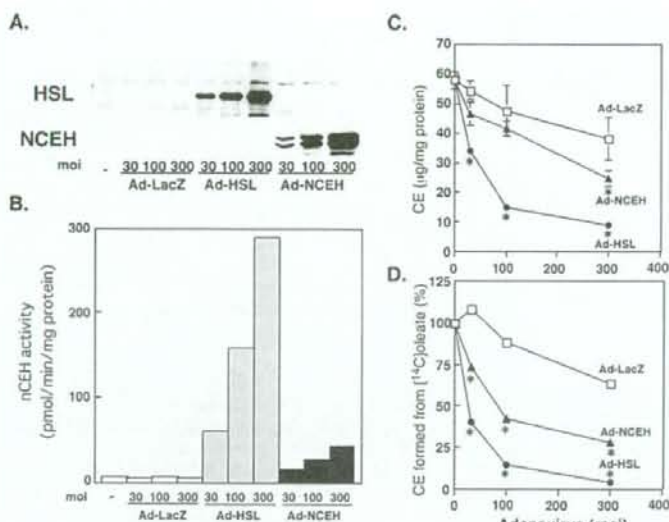 A.
HSL
NCEH
moi - 30 100 300 30 100 300 30 100 300
Ad-LacZ Ad-HSL Ad-NCEH
B.
nCEH activity
(pmol/min/mg protein)
300
200
100
0
moi - 30 100 300 30 100 300 30 100 300
Ad-LacZ Ad-HSL Ad-NCEH
C.
CE (µg/mg protein)
70
60
50
40
30
20
10
0
Ad-LacZ
*
Ad-NCEH
* * *
Ad-HSL
0 100 200 300 400
D.
CE formed from [¹⁴C]oleate (%)
125
100
75
50
25
0
Ad-LacZ
* * Ad-NCEH
*
Ad-HSL
* * *
0 100 200 300 400